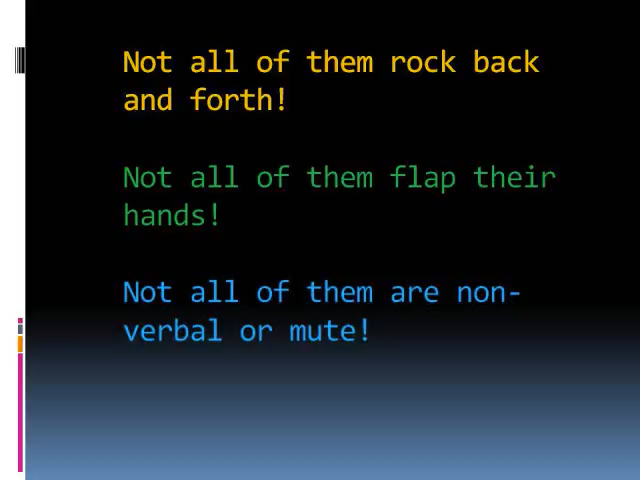 Not all of them rock back
and forth!
Not all of them flap their
hands!
Not all of them are non-
verbal or mute!